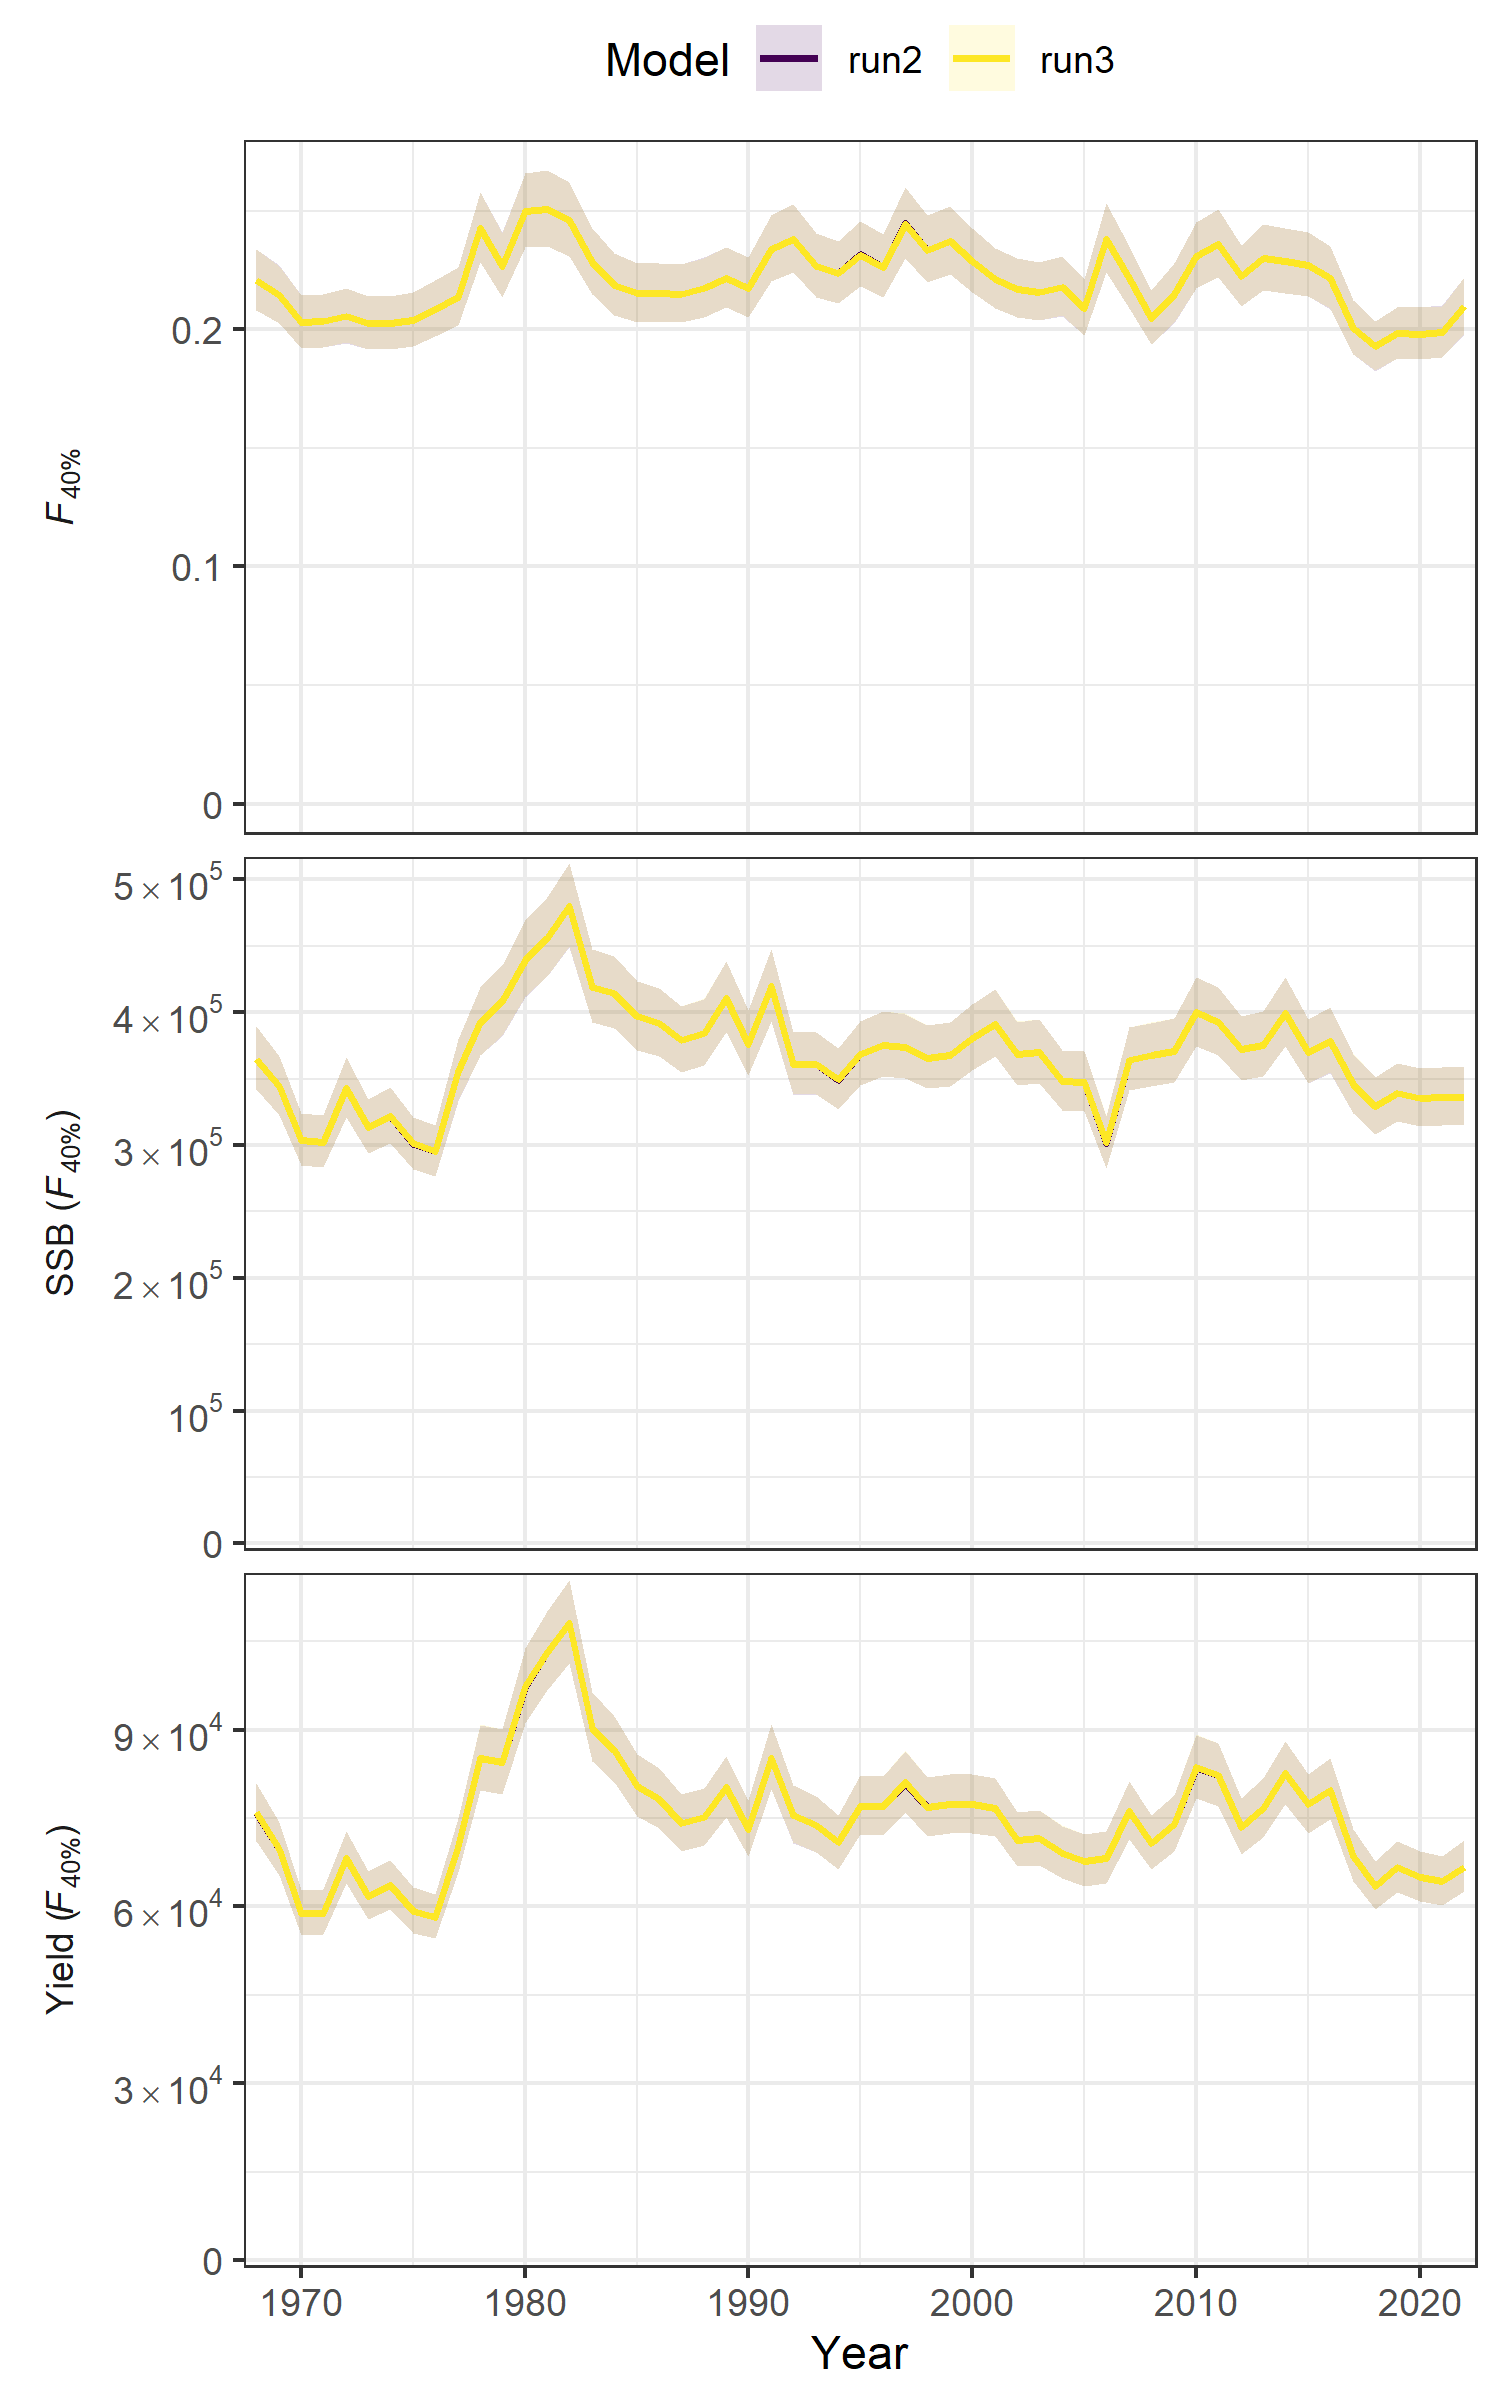 Model run2 run3
F40%
0.2
0.1
0
SSB (F40%)
5 × 10^5
4 × 10^5
3 × 10^5
2 × 10^5
10^5
0
Yield (F40%)
9 × 10^4
6 × 10^4
3 × 10^4
0
1970 1980 1990 2000 2010 2020
Year